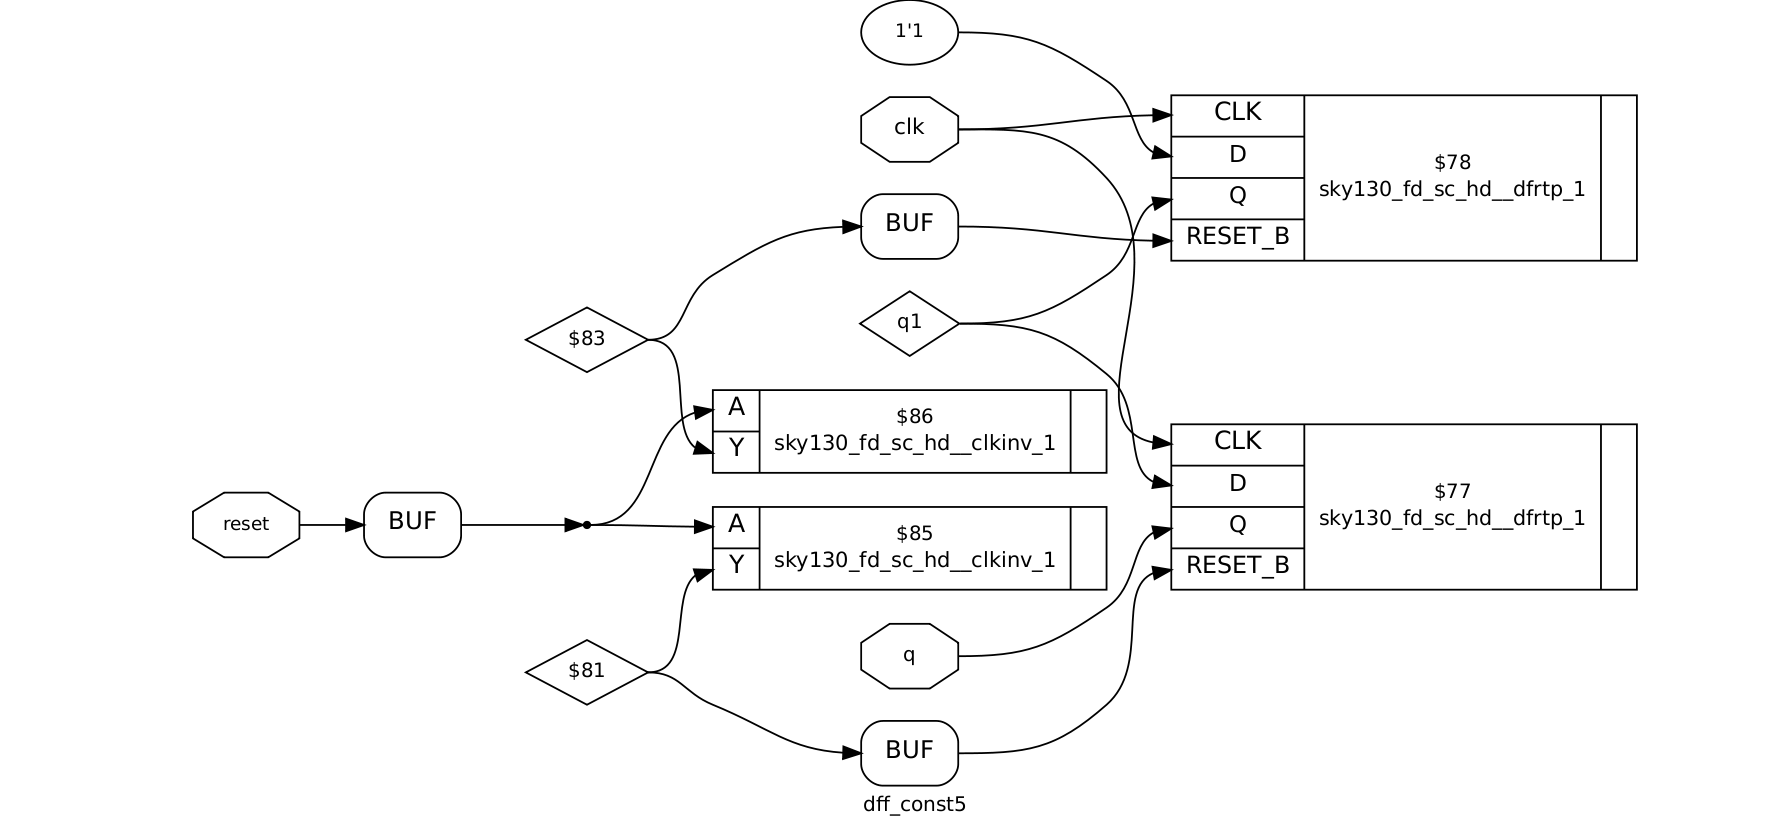 1'1
clk
CLK
D
Q
RESET_B
$78
sky130_fd_sc_hd__dfrtp_1
BUF
$83
q1
A
Y
$86
sky130_fd_sc_hd__clkinv_1
reset
BUF
A
Y
$85
sky130_fd_sc_hd__clkinv_1
CLK
D
Q
RESET_B
$77
sky130_fd_sc_hd__dfrtp_1
q
$81
BUF
dff_const5